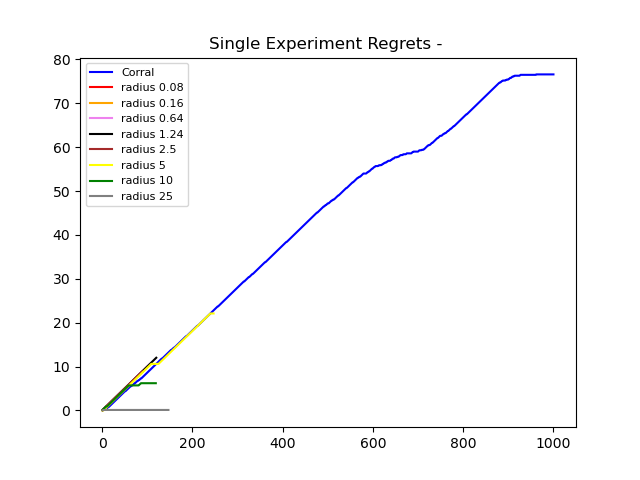 Single Experiment Regrets -
Corral
radius 0.08
radius 0.16
radius 0.64
radius 1.24
radius 2.5
radius 5
radius 10
radius 25
80
70
60
50
40
30
20
10
0
0 200 400 600 800 1000